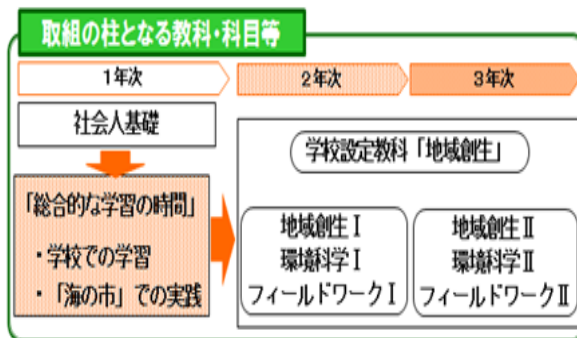 取組の柱となる教科・科目等
1年次
2年次
3年次
社会人基礎
「総合的な学習の時間」
・学校での学習
・「海の市」での実践
学校設定教科「地域創生」
地域創生Ⅰ
環境科学Ⅰ
フィールドワークⅠ
地域創生Ⅱ
環境科学Ⅱ
フィールドワークⅡ